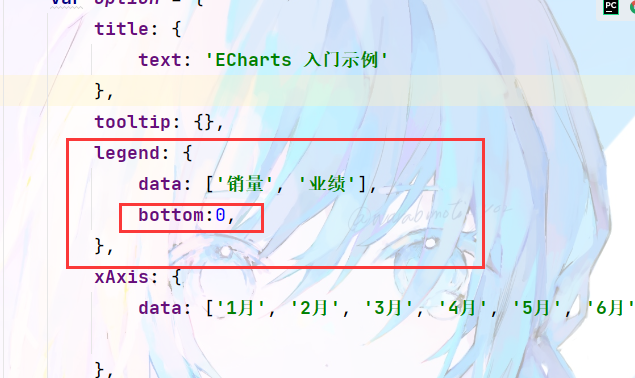 var option = {
title: {
text: 'ECharts 入门示例'
},
tooltip: {},
legend: {
data: ['销量', '业绩'],
bottom:0,
},
xAxis: {
data: ['1月', '2月', '3月', '4月', '5月', '6月'
},
PC